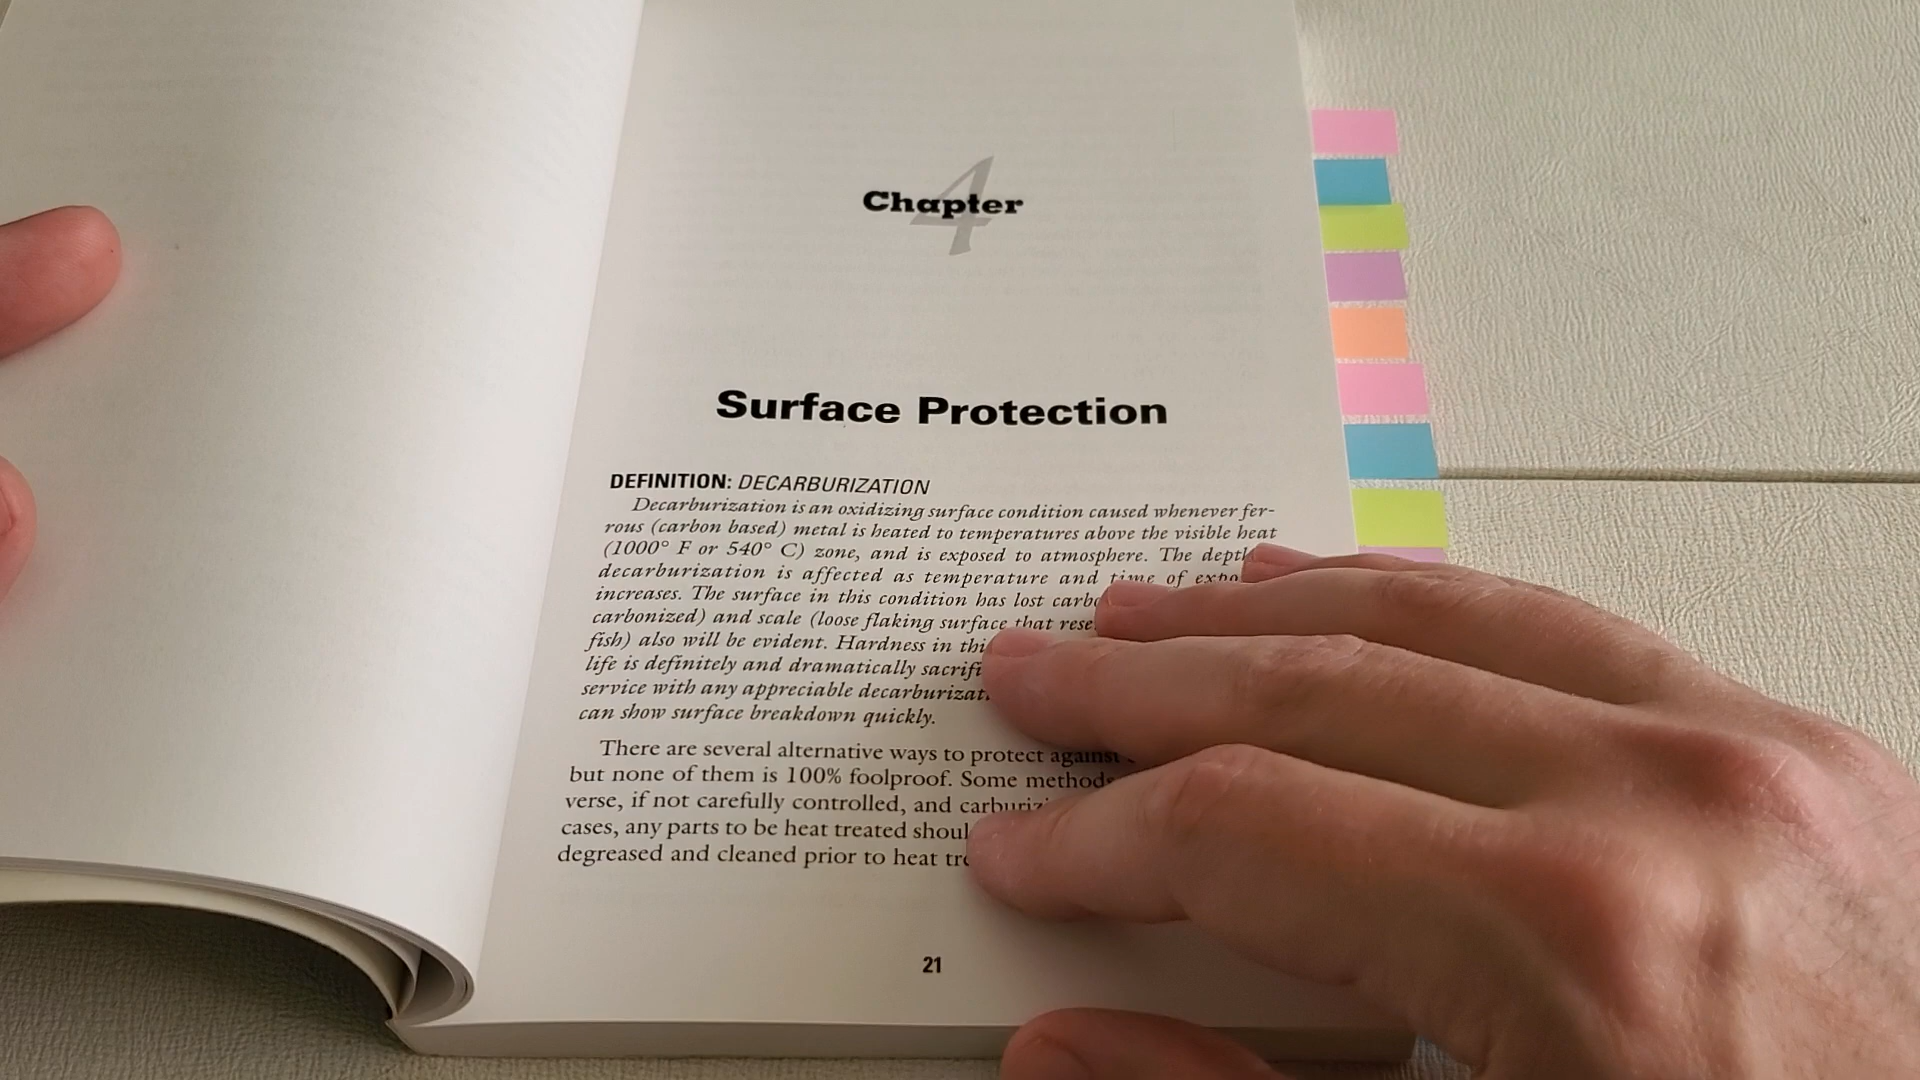 Chapter
4
Surface Protection
DEFINITION: DECARBURIZATION
Decarburization is an oxidizing surface condition caused whenever fer-
rous (carbon based) metal is heated to temperatures above the visible heat
(1000° F or 540° C) zone, and is exposed to atmosphere. The depth
decarburization is affected as temperature and time of
increases. The surface in this condition has lost
carbonized) and scale (loose flaking surface that
fish) also will be evident. Hardness in
life is definitely and dramatically
service with any appreciable
can show surface breakdown quickly.
There are several alternative ways to protect against
but none of them is 100% foolproof. Some methods
verse, if not carefully controlled, and
cases, any parts to be heat treated
degreased and cleaned prior to heat
21